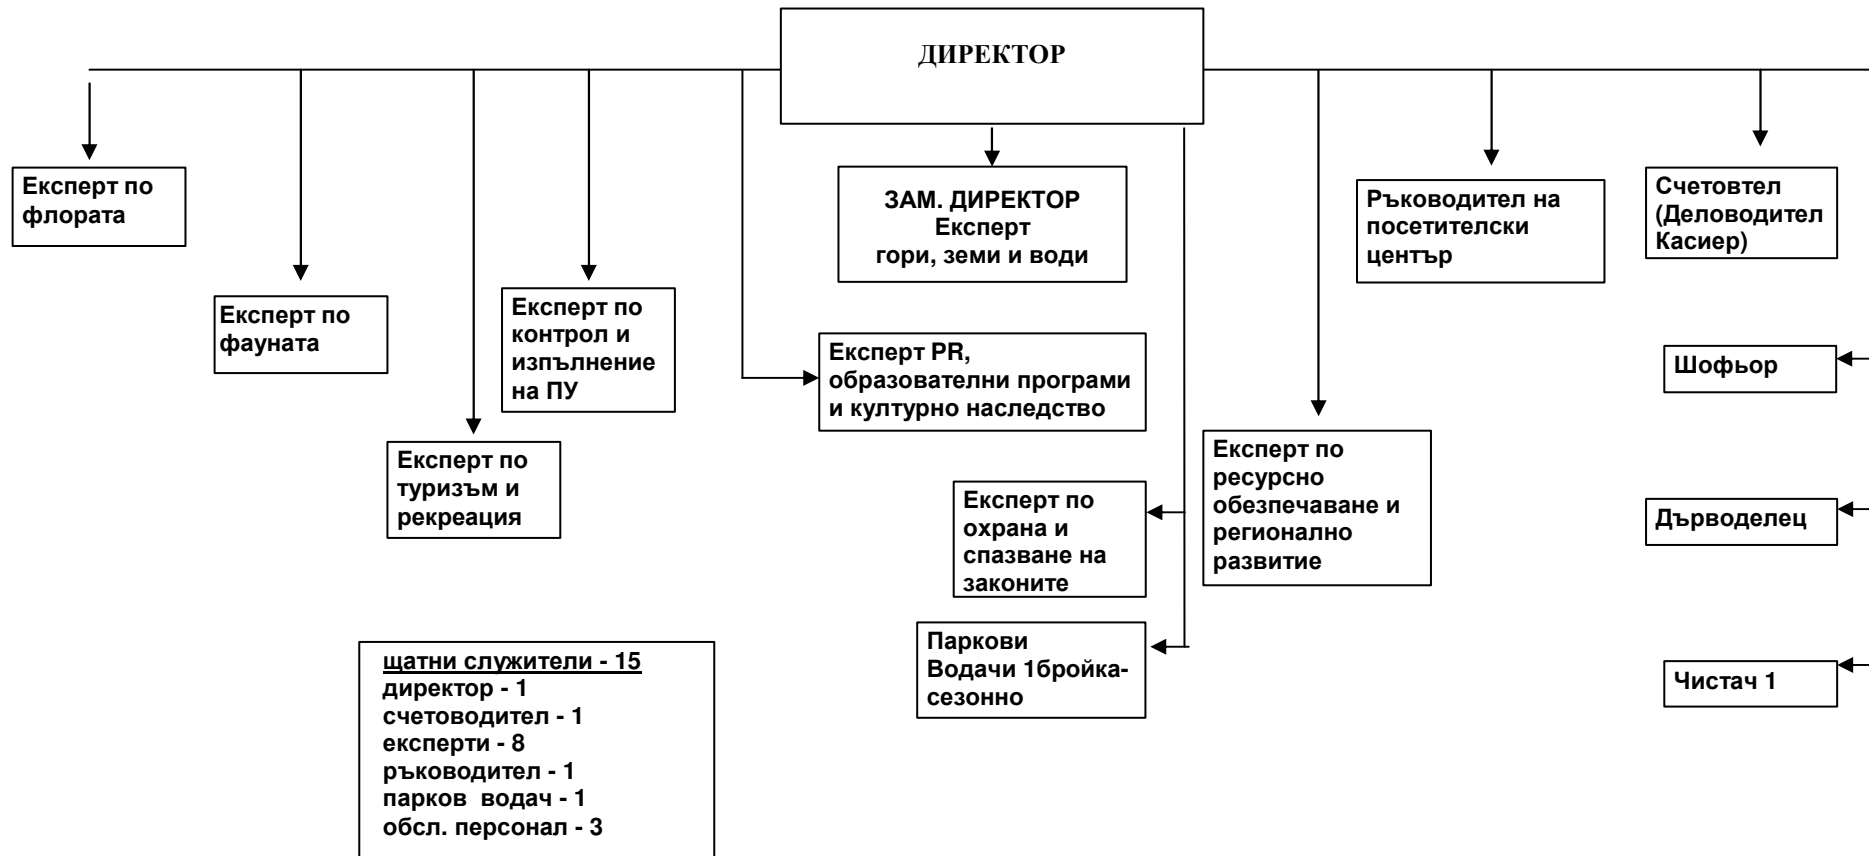 ДИРЕКТОР
Експерт по
флората
ЗАМ. ДИРЕКТОР
Експерт
гори, земи и води
Ръководител на
посетителски
център
Счетовтел
(Деловодител
Касиер)
Експерт по
фауната
Експерт по
контрол и
изпълнение
на ПУ
Експерт PR,
образователни програми
и културно наследство
Шофьор
Експерт по
туризъм и
рекреация
Експерт по
охрана и
спазване на
законите
Експерт по
ресурсно
обезпечаване и
регионално
развитие
Дърводелец
Паркови
Водачи 1бройка-
сезонно
Чистач 1
щатни служители - 15
директор - 1
счетоводител - 1
експерти - 8
ръководител - 1
парков  водач - 1
обсл. персонал - 3